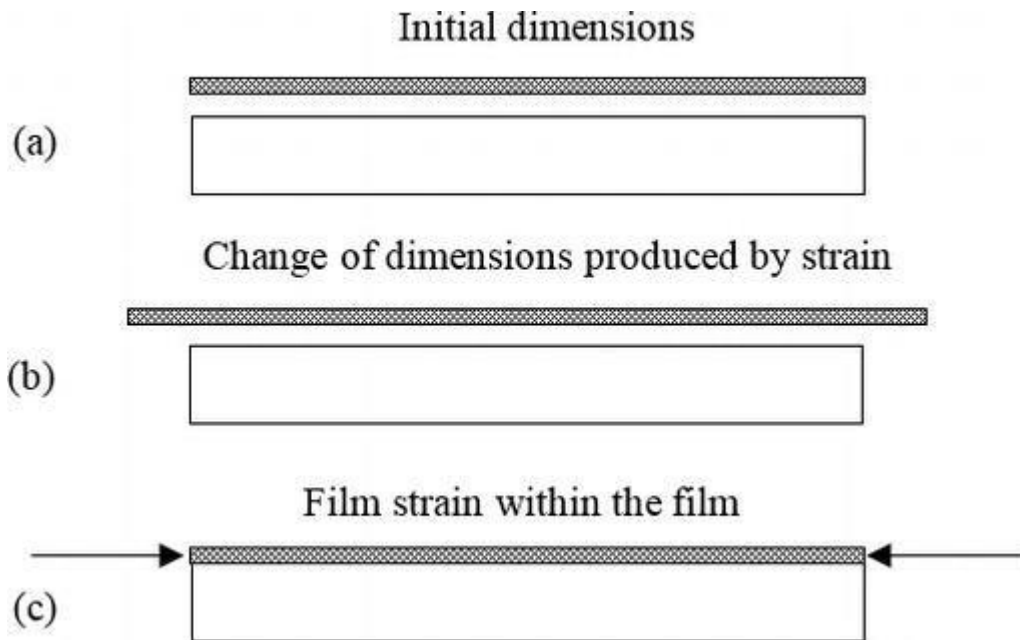 Initial dimensions
(a)
Change of dimensions produced by strain
(b)
Film strain within the film
(c)